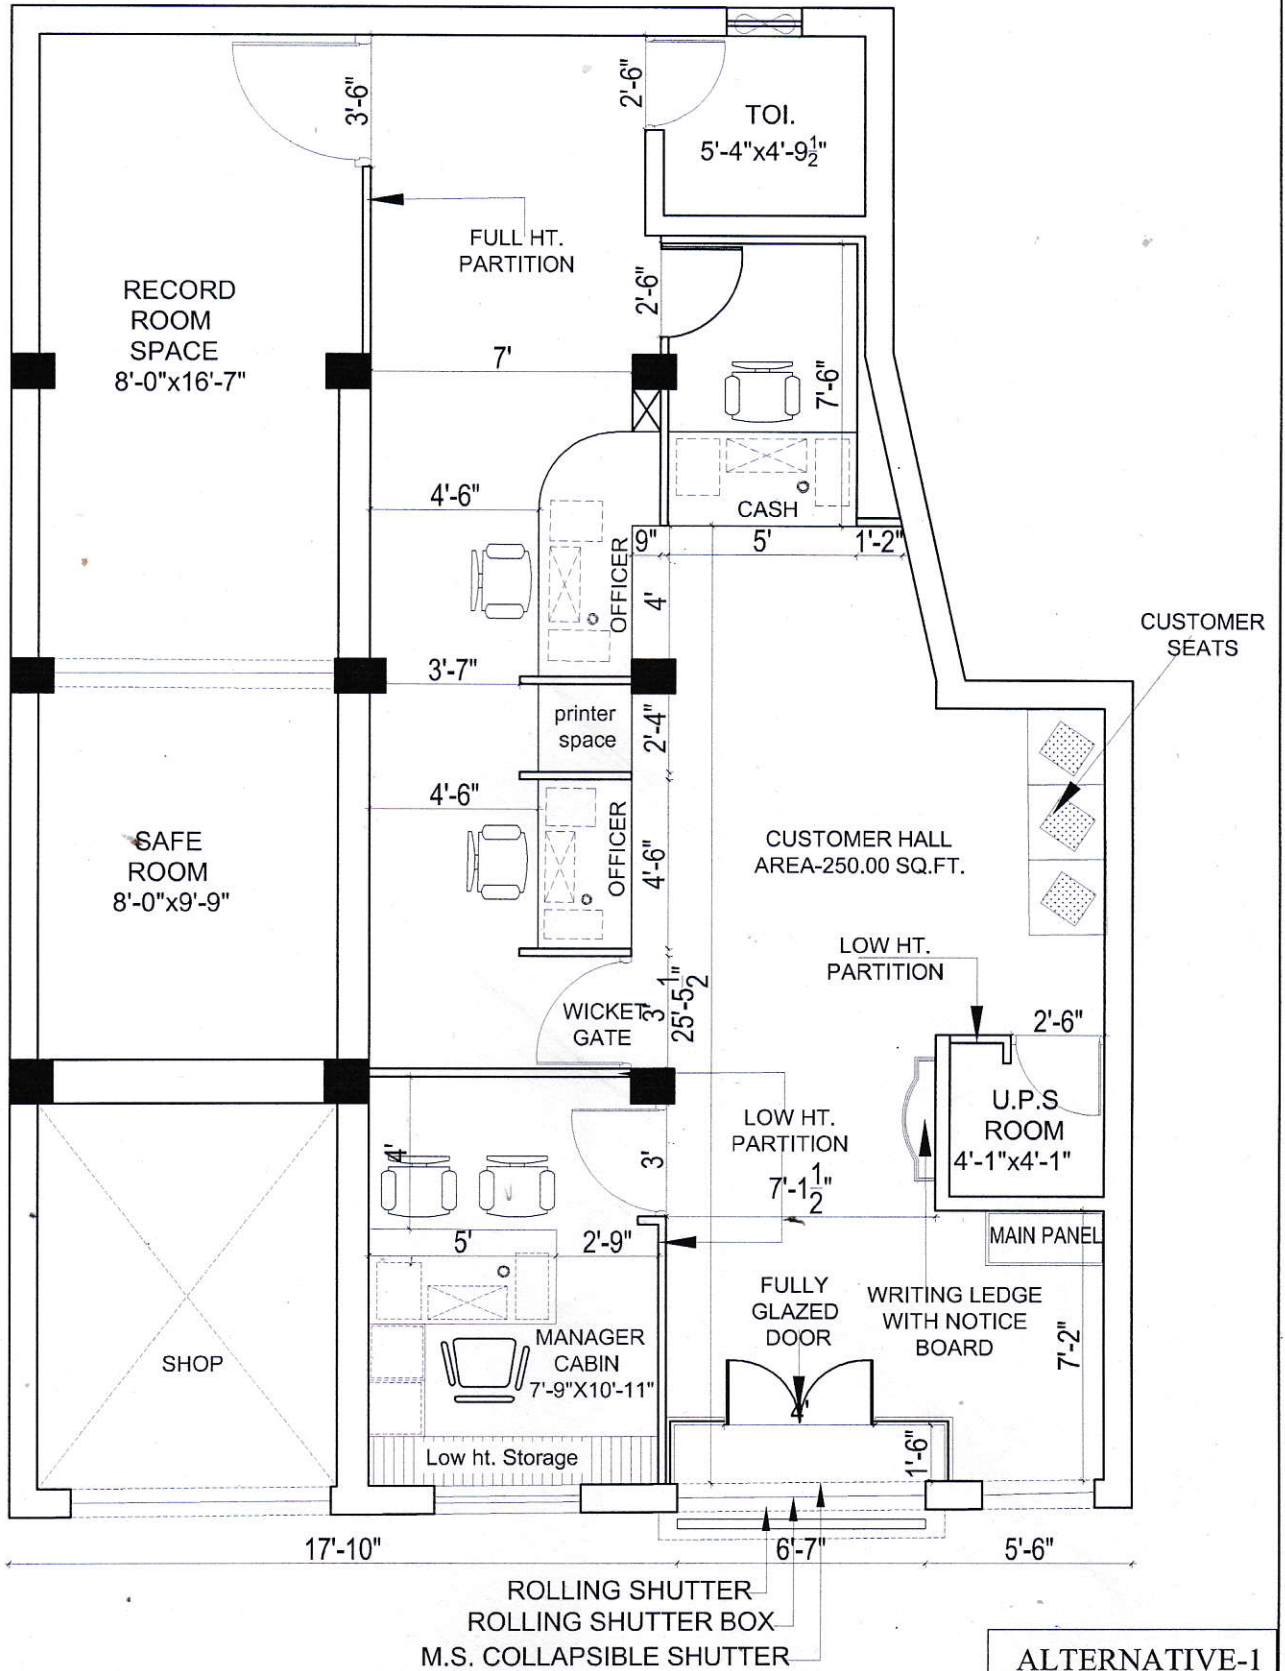 3'-6"
2'-6"
TOI.
5'-4"x4'-9½"
FULL HT.
PARTITION
2'-6"
RECORD
ROOM
SPACE
8'-0"x16'-7"
7'
7'-6"
4'-6"
CASH
OFFICER
9"
5'
1'-2"
4'
CUSTOMER
SEATS
3'-7"
printer
space
2'-4"
4'-6"
OFFICER
4'-6"
SAFE
ROOM
8'-0"x9'-9"
CUSTOMER HALL
AREA-250.00 SQ.FT.
LOW HT.
PARTITION
WICKET
GATE
3'
25'-5½"
2'-6"
U.P.S
ROOM
4'-1"x4'-1"
LOW HT.
PARTITION
7'-1½"
4'
3'
5'
2'-9"
MAIN PANEL
FULLY
GLAZED
DOOR
WRITING LEDGE
WITH NOTICE
BOARD
7'-2"
MANAGER
CABIN
7'-9"X10'-11"
SHOP
4'
1'-6"
Low ht. Storage
17'-10"
6'-7"
5'-6"
ROLLING SHUTTER
ROLLING SHUTTER BOX
M.S. COLLAPSIBLE SHUTTER
ALTERNATIVE-1